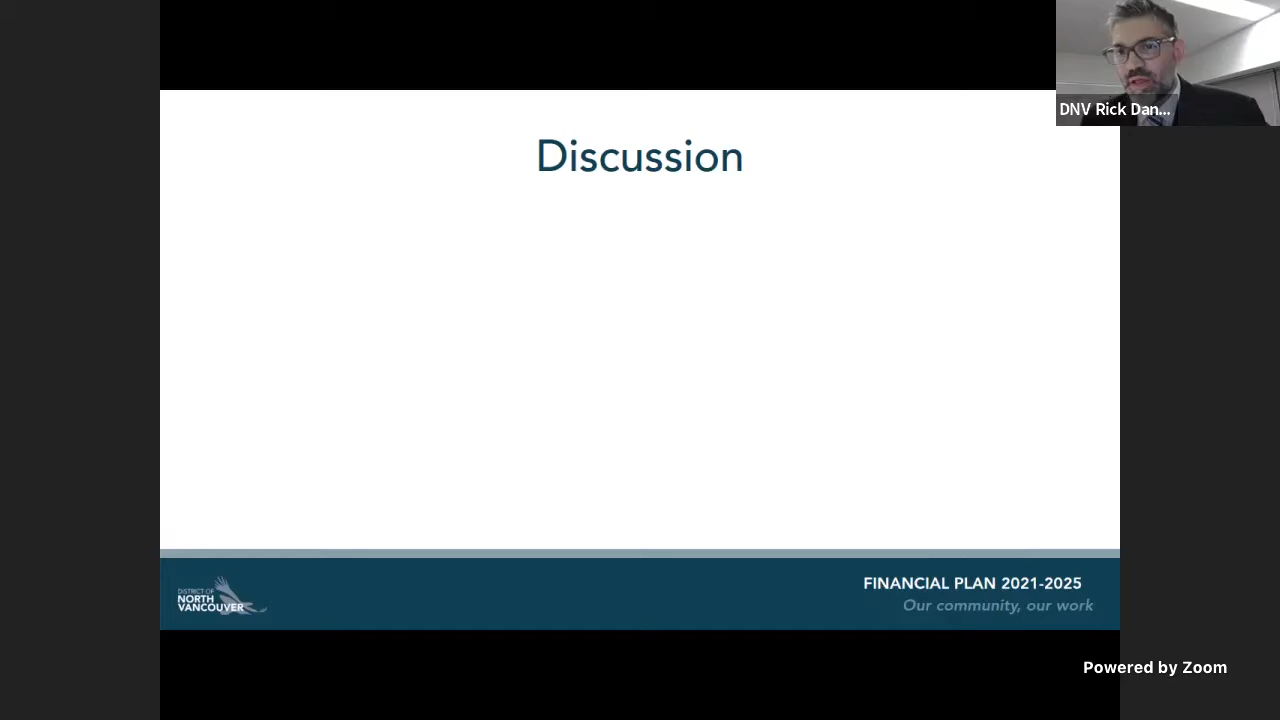 DNV Rick Dan...
Discussion
DISTRICT OF
NORTH
VANCOUVER
FINANCIAL PLAN 2021-2025
Our community, our work
Powered by Zoom